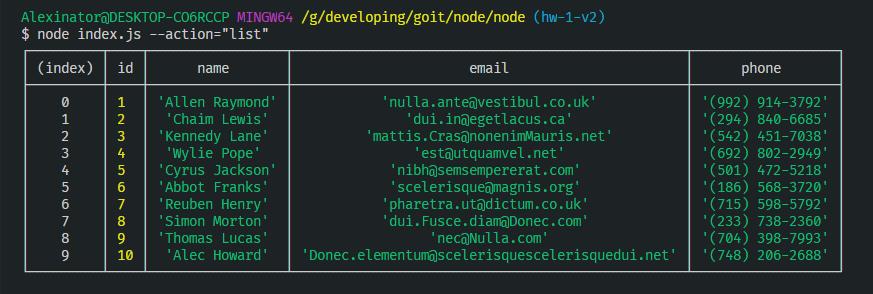 Alexinator@DESKTOP-CO6RCCP MINGW64 /g/developing/goit/node/node (hw-1-v2)
$ node index.js --action="list"
(index) id name email phone
0 1 'Allen Raymond' 'nulla.ante@vestibul.co.uk' '(992) 914-3792'
1 2 'Chaim Lewis' 'dui.in@egetlacus.ca' '(294) 840-6685'
2 3 'Kennedy Lane' 'mattis.Cras@nonenimMauris.net' '(542) 451-7038'
3 4 'Wylie Pope' 'est@utquamvel.net' '(692) 802-2949'
4 5 'Cyrus Jackson' 'nibh@semsempererat.com' '(501) 472-5218'
5 6 'Abbot Franks' 'scelerisque@magnis.org' '(186) 568-3720'
6 7 'Reuben Henry' 'pharetra.ut@dictum.co.uk' '(715) 598-5792'
7 8 'Simon Morton' 'dui.Fusce.diam@Donec.com' '(233) 738-2360'
8 9 'Thomas Lucas' 'nec@Nulla.com' '(704) 398-7993'
9 10 'Alec Howard' 'Donec.elementum@scelerisquescelerisquedui.net' '(748) 206-2688'